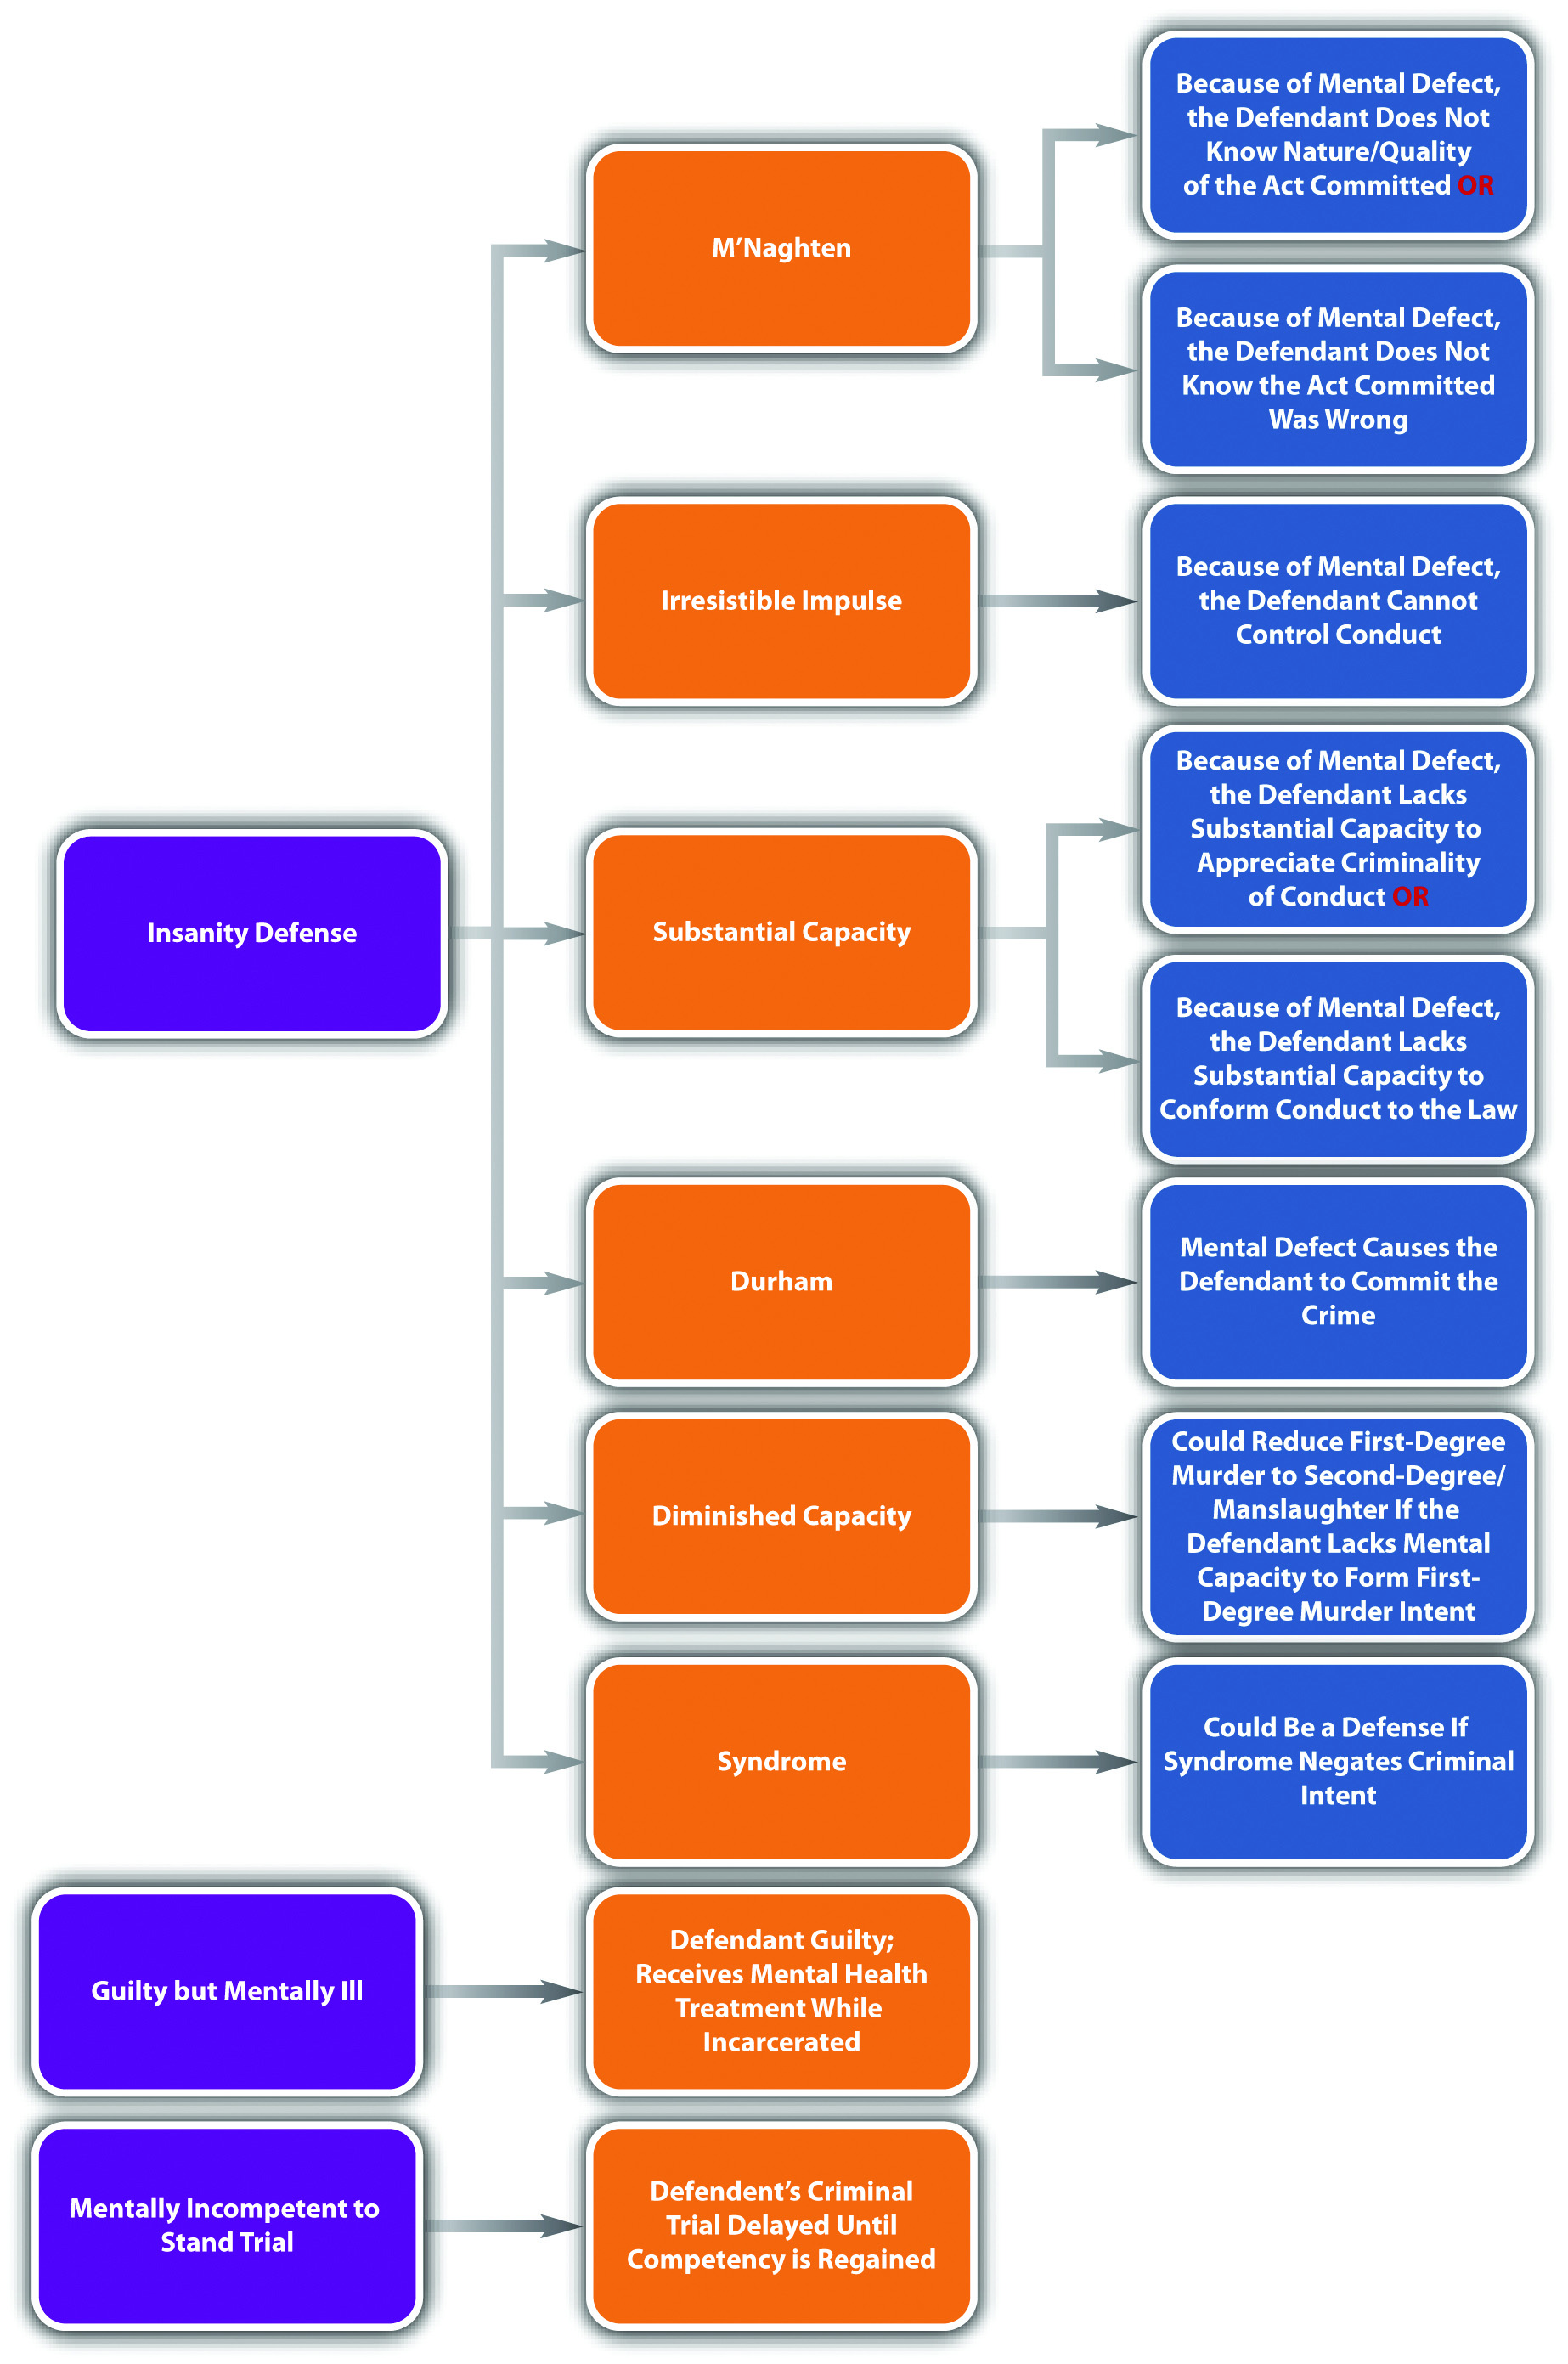 Insanity Defense
M’Naghten
Because of Mental Defect,
the Defendant Does Not
Know Nature/Quality
of the Act Committed OR
Because of Mental Defect,
the Defendant Does Not
Know the Act Committed
Was Wrong
Irresistible Impulse
Because of Mental Defect,
the Defendant Cannot
Control Conduct
Substantial Capacity
Because of Mental Defect,
the Defendant Lacks
Substantial Capacity to
Appreciate Criminality
of Conduct OR
Because of Mental Defect,
the Defendant Lacks
Substantial Capacity to
Conform Conduct to the Law
Durham
Mental Defect Causes the
Defendant to Commit the
Crime
Diminished Capacity
Could Reduce First-Degree
Murder to Second-Degree/
Manslaughter If the
Defendant Lacks Mental
Capacity to Form First-
Degree Murder Intent
Syndrome
Could Be a Defense If
Syndrome Negates Criminal
Intent
Guilty but Mentally Ill
Defendant Guilty;
Receives Mental Health
Treatment While
Incarcerated
Mentally Incompetent to
Stand Trial
Defendent’s Criminal
Trial Delayed Until
Competency is Regained